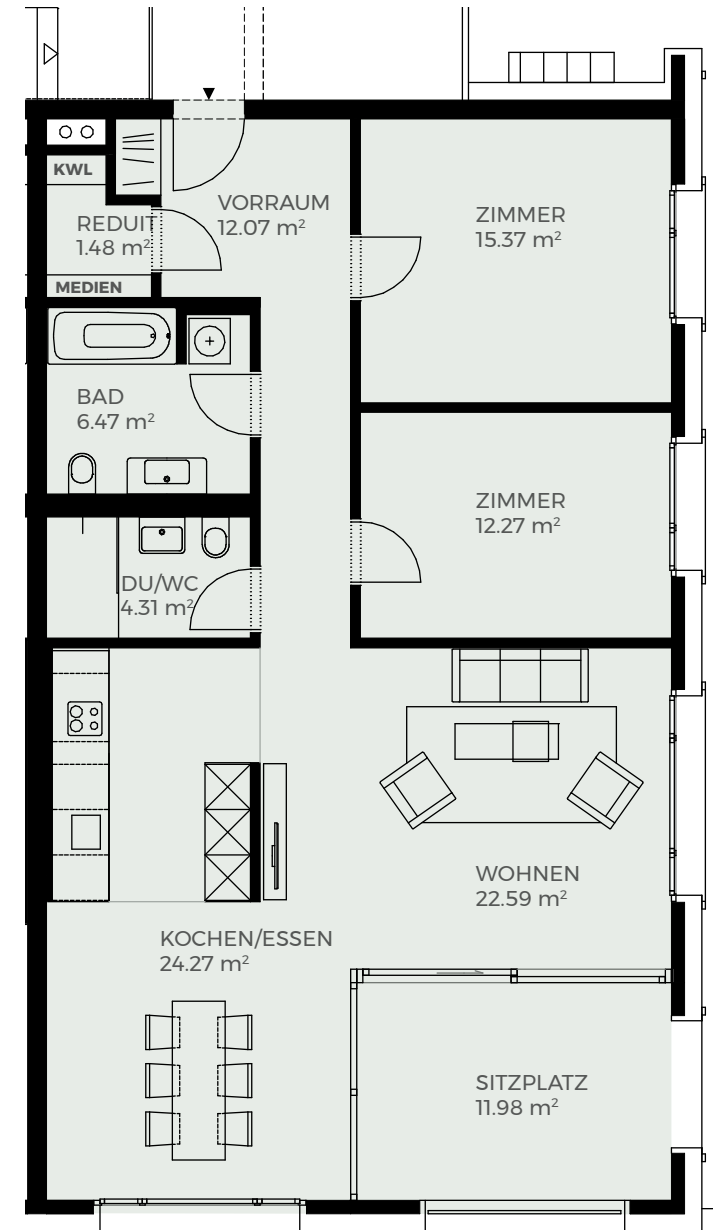 KWL
VORRAUM
12.07 m²
REDUIT
1.48 m²
MEDIEN
ZIMMER
15.37 m²
BAD
6.47 m²
ZIMMER
12.27 m²
DU/WC
4.31 m²
WOHNEN
22.59 m²
KOCHEN/ESSEN
24.27 m²
SITZPLATZ
11.98 m²